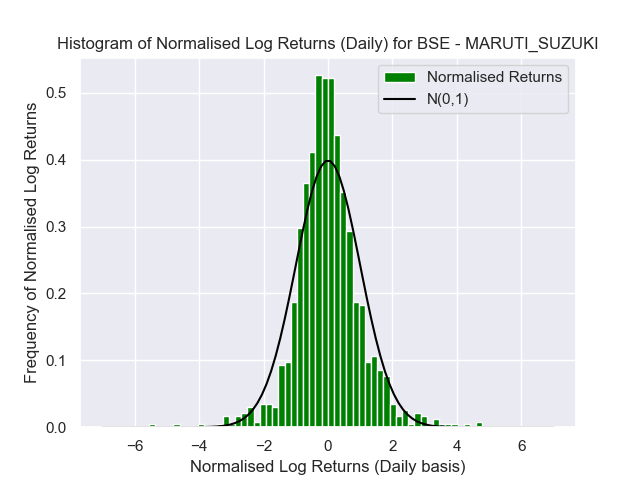 Histogram of Normalised Log Returns (Daily) for BSE - MARUTI_SUZUKI
Normalised Returns
N(0,1)
Frequency of Normalised Log Returns
0.5
0.4
0.3
0.2
0.1
0.0
−6 −4 −2 0 2 4 6
Normalised Log Returns (Daily basis)